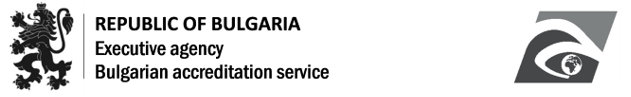 REPUBLIC OF BULGARIA
Executive agency
Bulgarian accreditation service